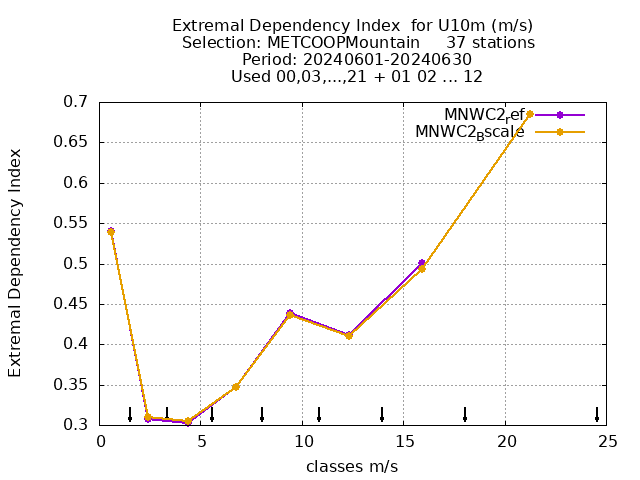 Extremal Dependency Index  for U10m (m/s)
Selection: METCOOPMountain     37 stations
Period: 20240601-20240630
Used 00,03,...,21 + 01 02 ... 12
MNWC2ref
MNWC2Bscale
0.7
0.65
0.6
0.55
0.5
0.45
0.4
0.35
0.3
Extremal Dependency Index
0 5 10 15 20 25
classes m/s